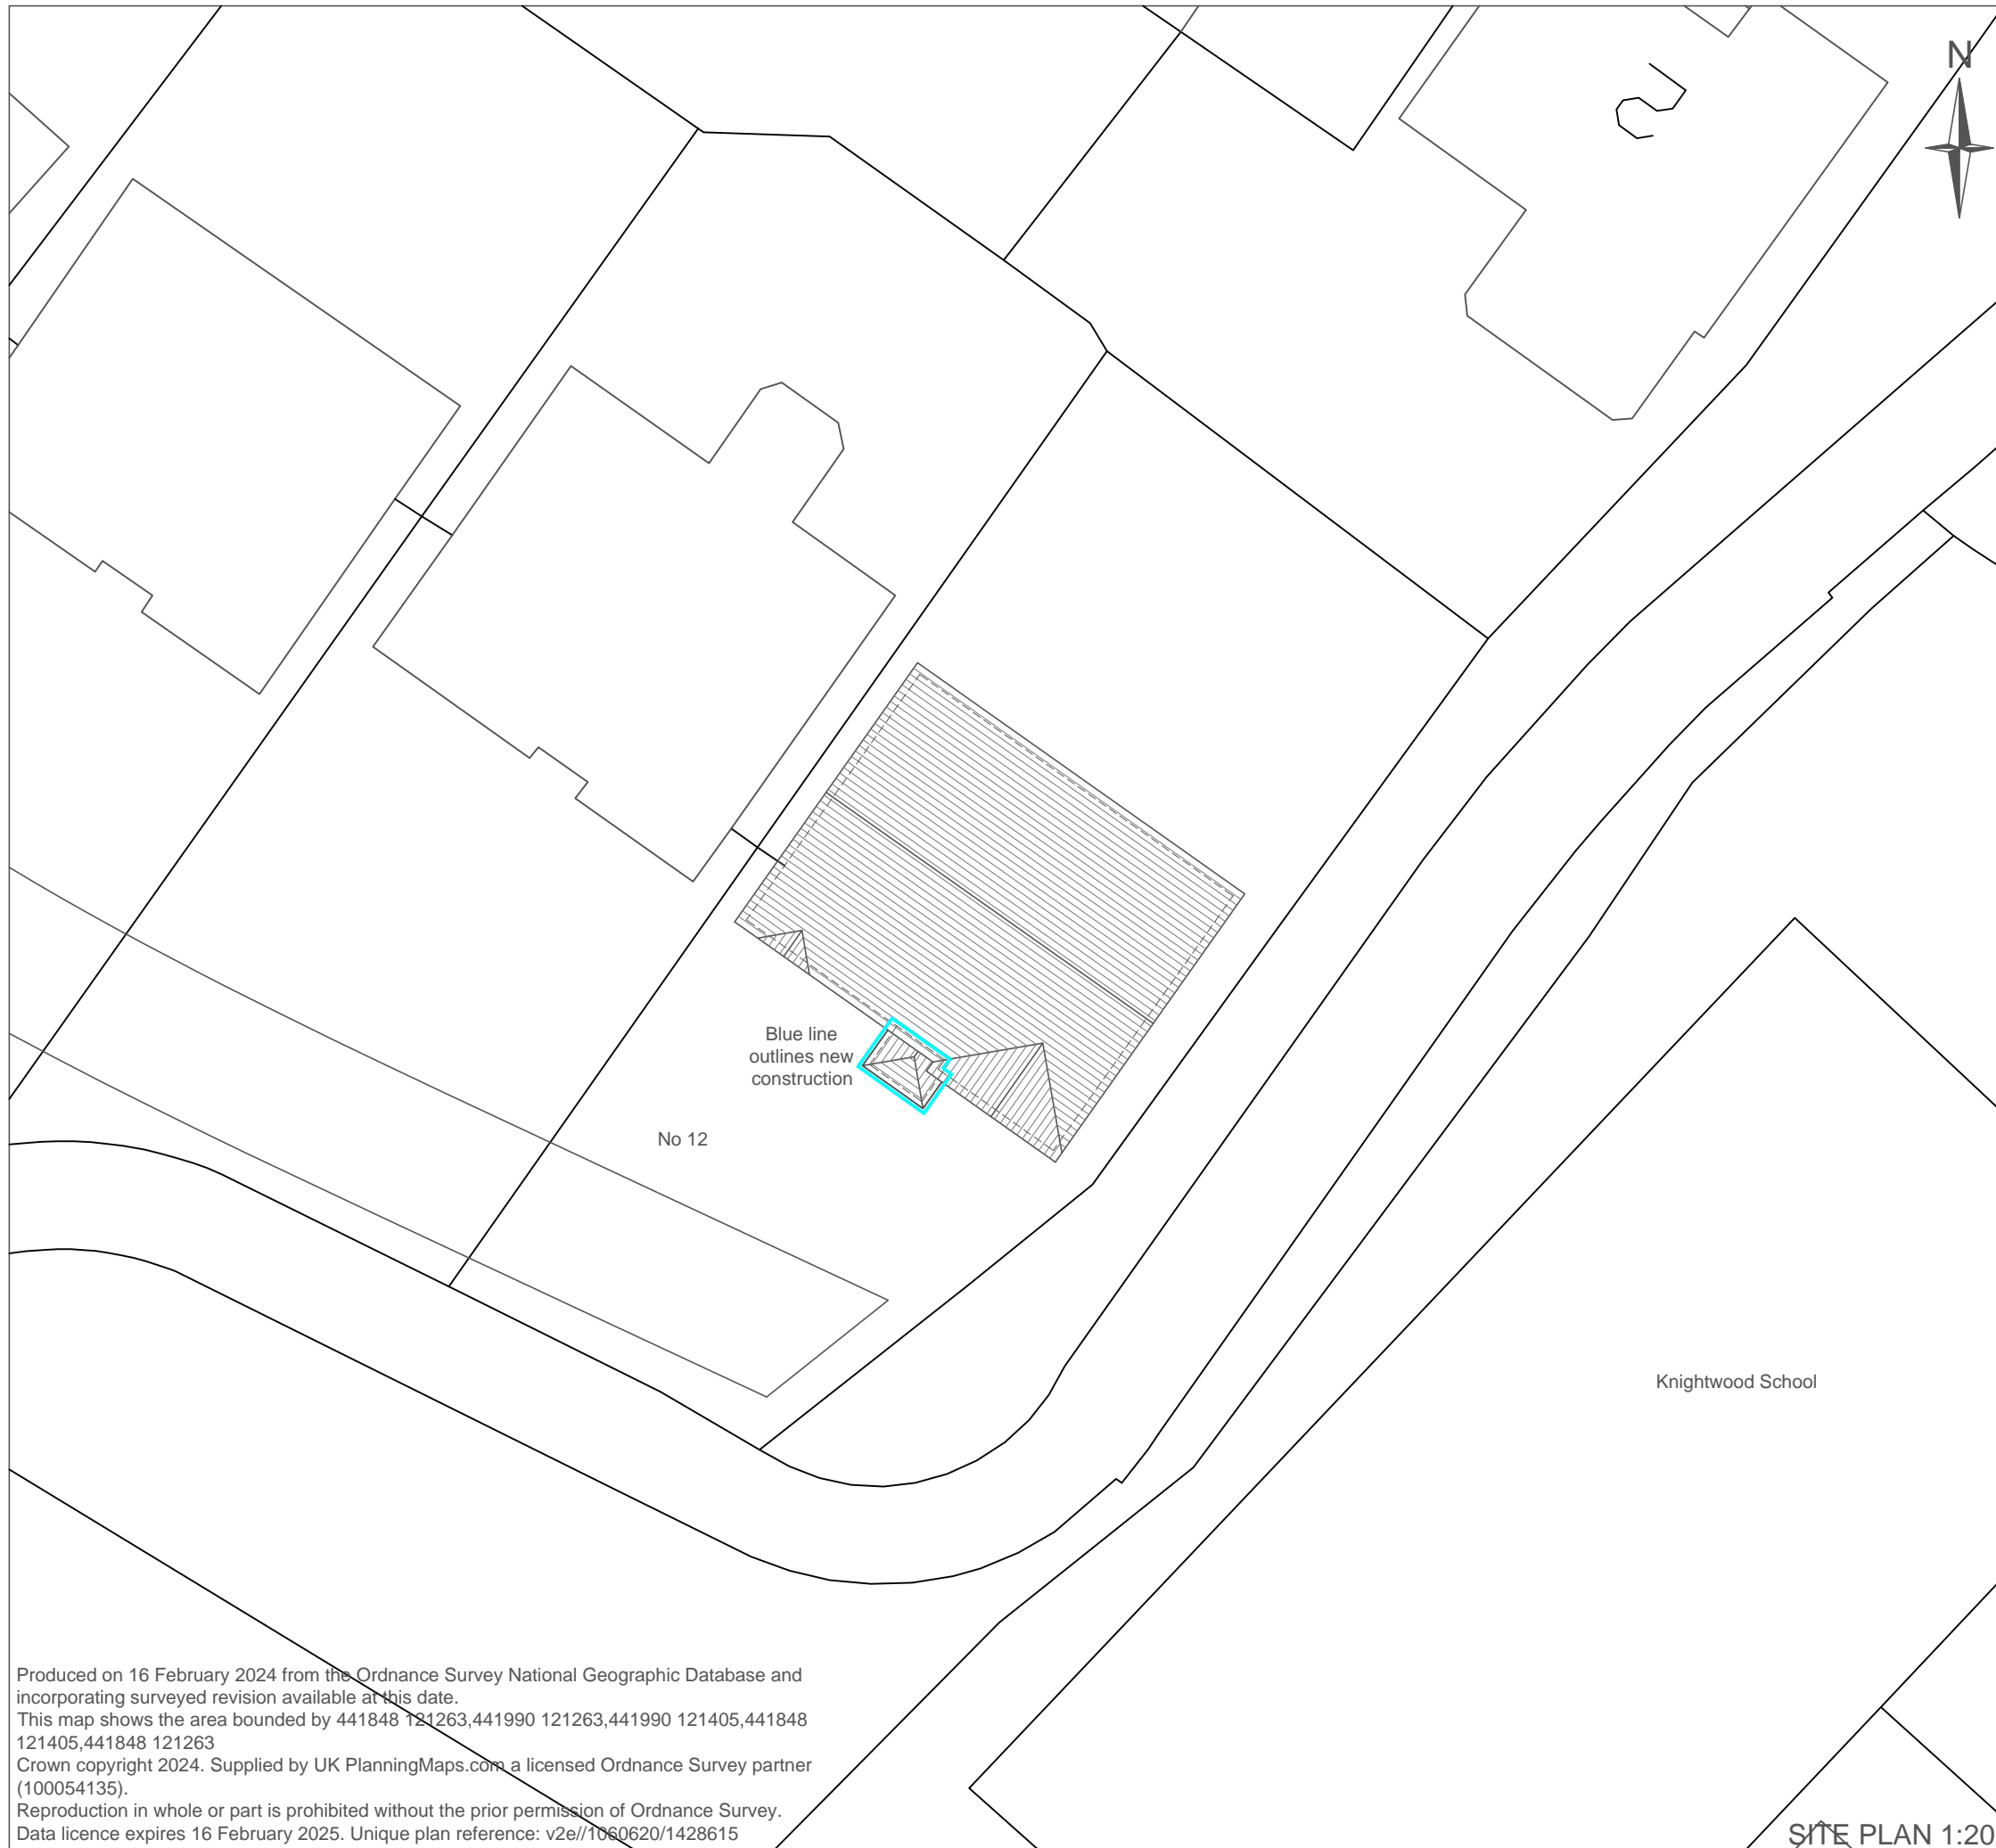 N
Blue line
outlines new
construction
No 12
Knightwood School
Produced on 16 February 2024 from the Ordnance Survey National Geographic Database and
incorporating surveyed revision available at this date.
This map shows the area bounded by 441848 121263,441990 121263,441990 121405,441848
121405,441848 121263
Crown copyright 2024. Supplied by UK PlanningMaps.com a licensed Ordnance Survey partner
(100054135).
Reproduction in whole or part is prohibited without the prior permission of Ordnance Survey.
Data licence expires 16 February 2025. Unique plan reference: v2e//1060620/1428615
SITE PLAN 1:20